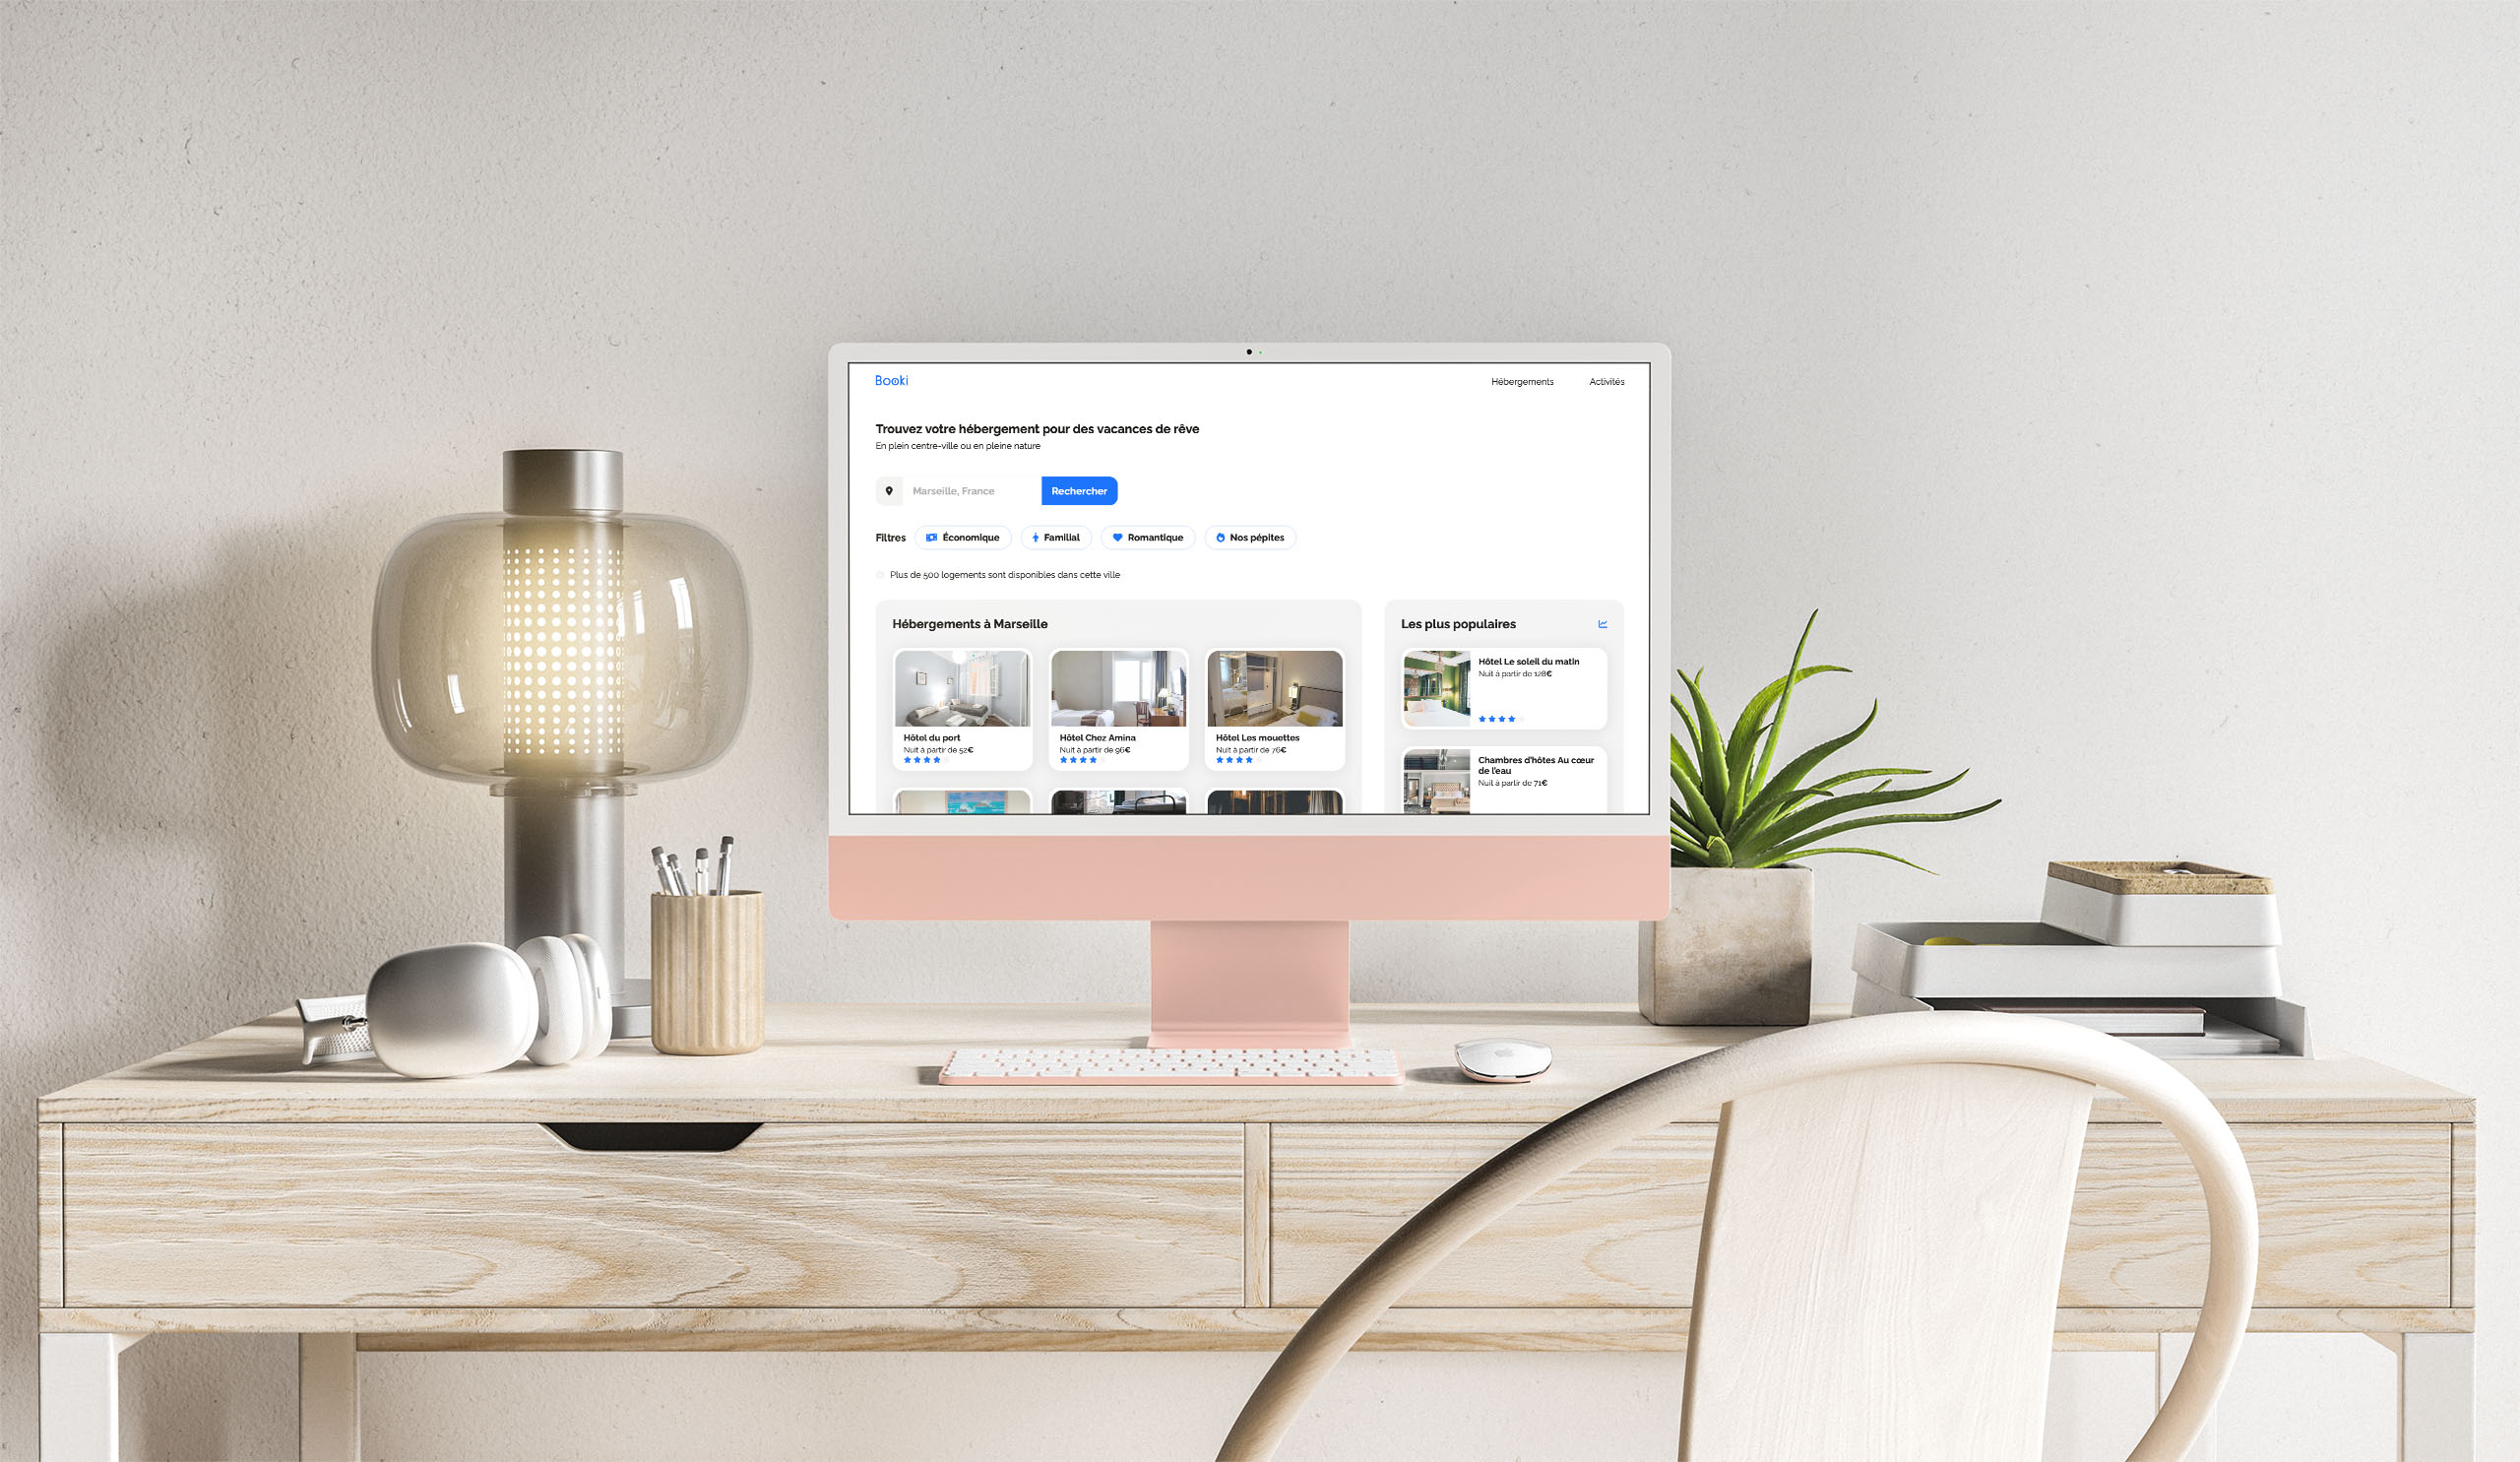 Booki
Hébergements
Activités
Trouvez votre hébergement pour des vacances de rêve
En plein centre-ville ou en pleine nature
Marseille, France
Rechercher
Filtres
Économique
Familial
Romantique
Nos pépites
Plus de 500 logements sont disponibles dans cette ville
Hébergements à Marseille
Hôtel du port
Nuit à partir de 52€
Hôtel Chez Amina
Nuit à partir de 96€
Hôtel Les mouettes
Nuit à partir de 76€
Les plus populaires
Hôtel Le soleil du matin
Nuit à partir de 128€
Chambres d'hôtes Au cœur
de l'eau
Nuit à partir de 71€